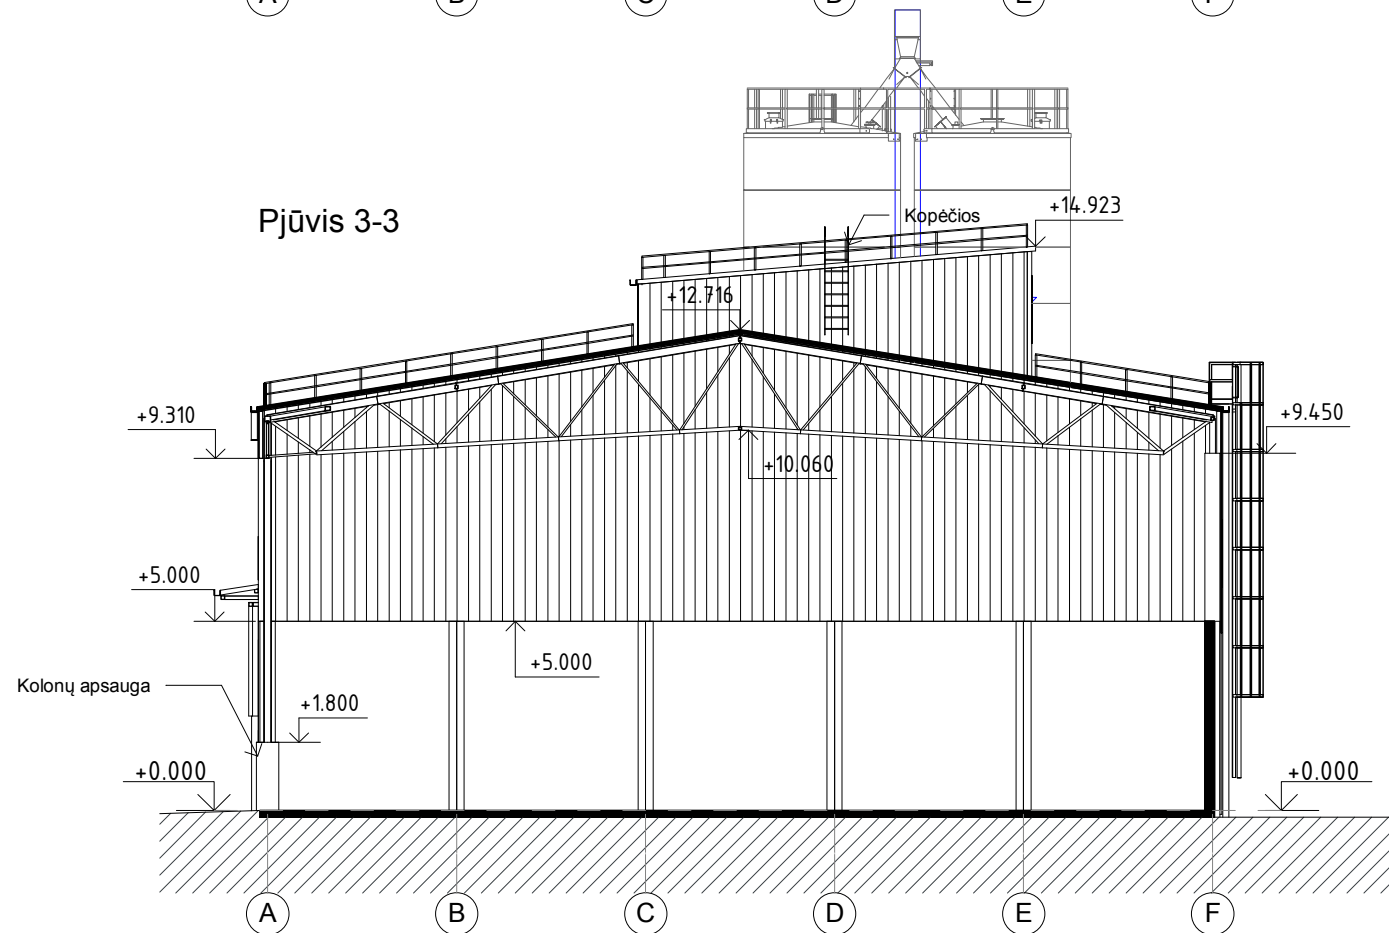 A B C D E F
Pjūvis 3-3
+14.923
Kopėčios
+12.716
+9.310
+9.450
+10.060
+5.000
+5.000
Kolonų apsauga
+1.800
+0.000
+0.000
A B C D E F